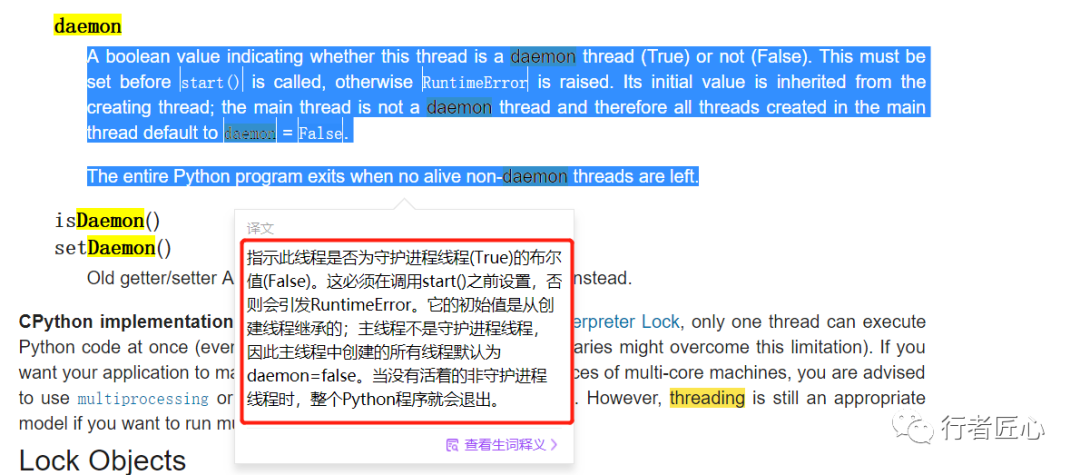 daemon
A boolean value indicating whether this thread is a daemon thread (True) or not (False). This must be
set before start() is called, otherwise RuntimeError is raised. Its initial value is inherited from the
creating thread; the main thread is not a daemon thread and therefore all threads created in the main
thread default to daemon = False.
The entire Python program exits when no alive non-daemon threads are left.
isDaemon()
setDaemon()
Old getter/setter A
nstead.
译文
指示此线程是否为守护进程线程(True)的布尔
值(False)。这必须在调用start()之前设置，否
则会引发RuntimeError。它的初始值是从创
建线程继承的；主线程不是守护进程线程，
因此主线程中创建的所有线程默认为
daemon=false。当没有活着的非守护进程
线程时，整个Python程序就会退出。
查看生词释义
CPython implementation
erpreter Lock, only one thread can execute
Python code at once (ever
aries might overcome this limitation). If you
want your application to ma
ces of multi-core machines, you are advised
to use multiprocessing or
. However, threading is still an appropriate
model if you want to run mu
行者匠心
Lock Objects